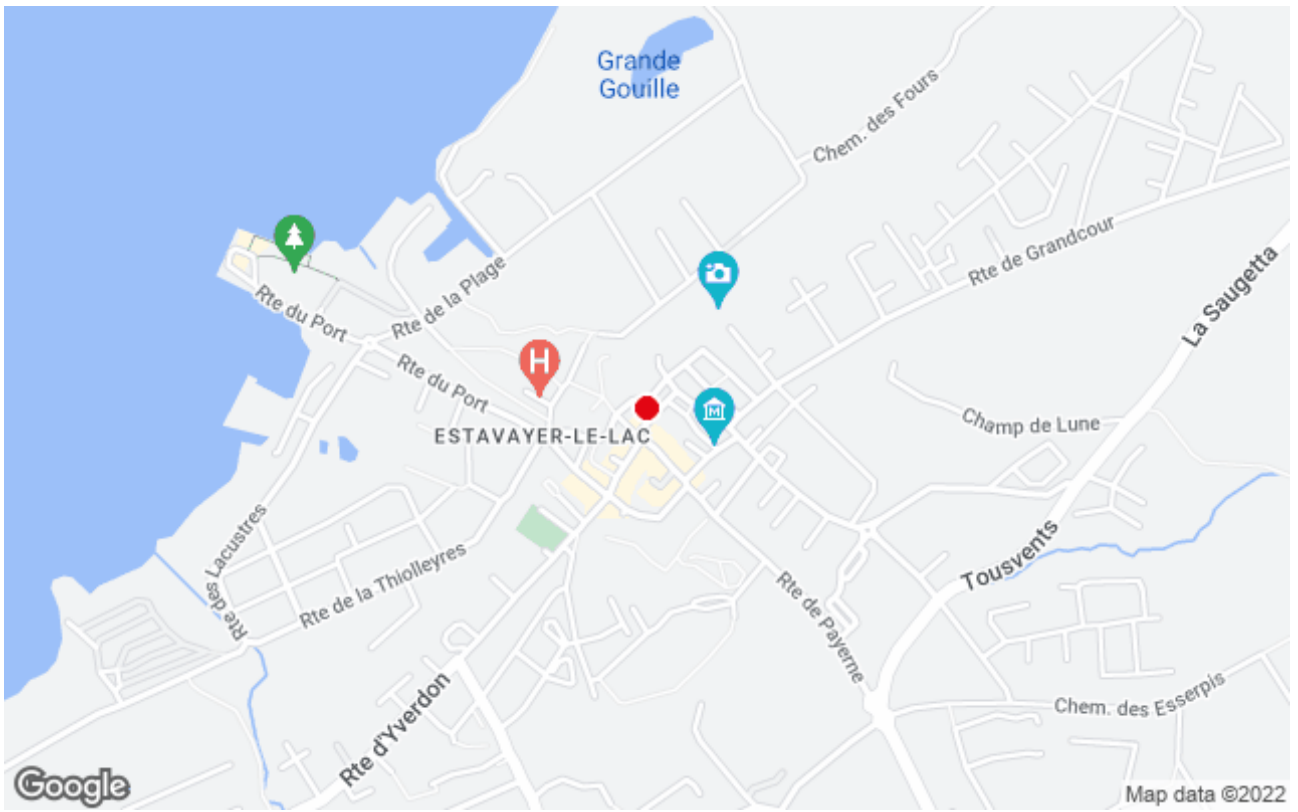 Grande
Gouille
Chem. des Fours
Rte de Grandcour
La Saugetta
Rte de la Plage
Rte du Port
Rte du Port
H
ESTAVAYER-LE-LAC
M
Champ de Lune
Rte des Lacustres
Rte de la Thiolleyres
Tousvents
Rte de Payerne
Rte d'Yverdon
Chem. des Esserpis
Google
Map data ©2022